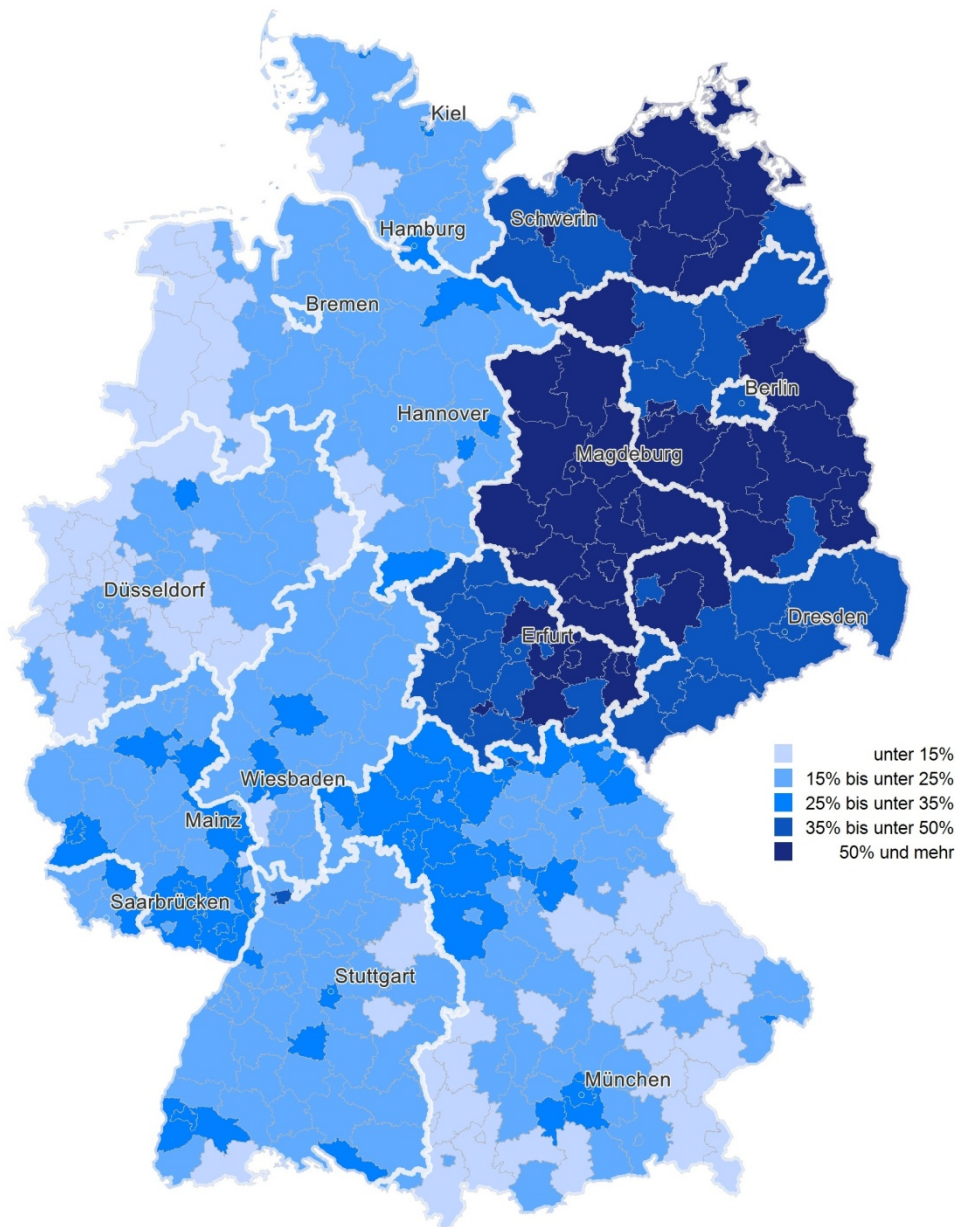 Kiel
Schwerin
Hamburg
Bremen
Berlin
Hannover
Magdeburg
Düsseldorf
Dresden
Erfurt
Wiesbaden
Mainz
Saarbrücken
Stuttgart
München
unter 15%
15% bis unter 25%
25% bis unter 35%
35% bis unter 50%
50% und mehr